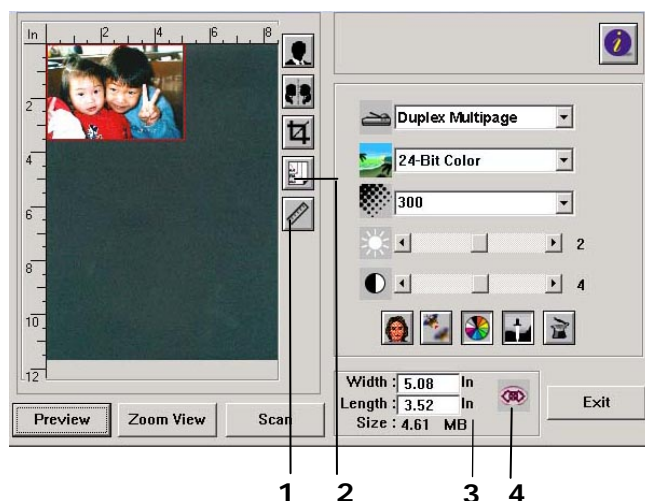 In 2 4 6 8
2
4
6
8
10
12
Duplex Multipage
24-Bit Color
300
2
4
Width : 5.08 In
Length : 3.52 In
Size : 4.61 MB
Preview Zoom View Scan Exit
1 2 3 4